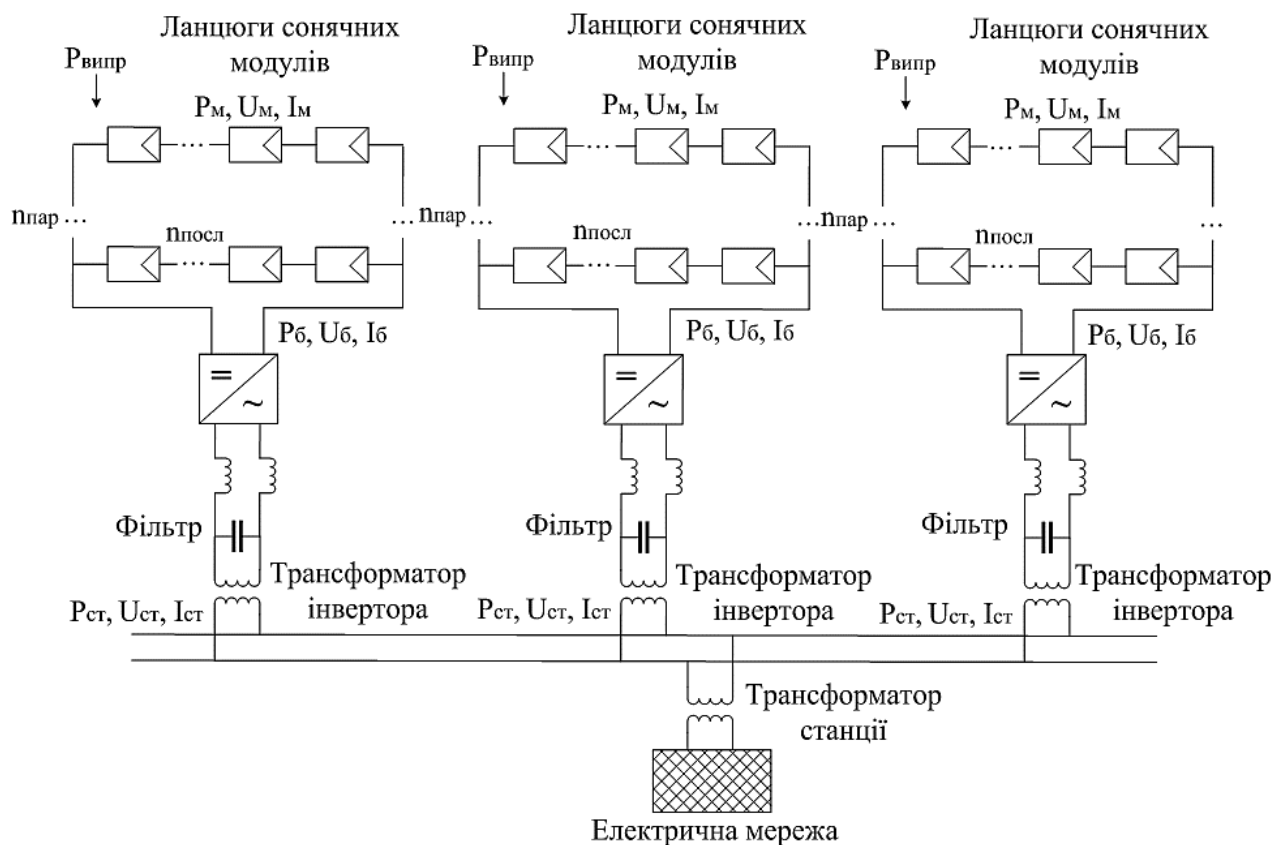 Ланцюги сонячних
модулів
Pвипр
Pм, Uм, Iм
nпар ...
...
nпосл
...
...
Pб, Uб, Iб
=
~
Фільтр
Трансформатор
інвертора
Pст, Uст, Iст
Ланцюги сонячних
модулів
Pвипр
Pм, Uм, Iм
nпар ...
...
nпосл
...
...
Pб, Uб, Iб
=
~
Фільтр
Трансформатор
інвертора
Pст, Uст, Iст
Ланцюги сонячних
модулів
Pвипр
Pм, Uм, Iм
nпар ...
...
nпосл
...
...
Pб, Uб, Iб
=
~
Фільтр
Трансформатор
інвертора
Pст, Uст, Iст
Трансформатор
станції
Електрична мережа